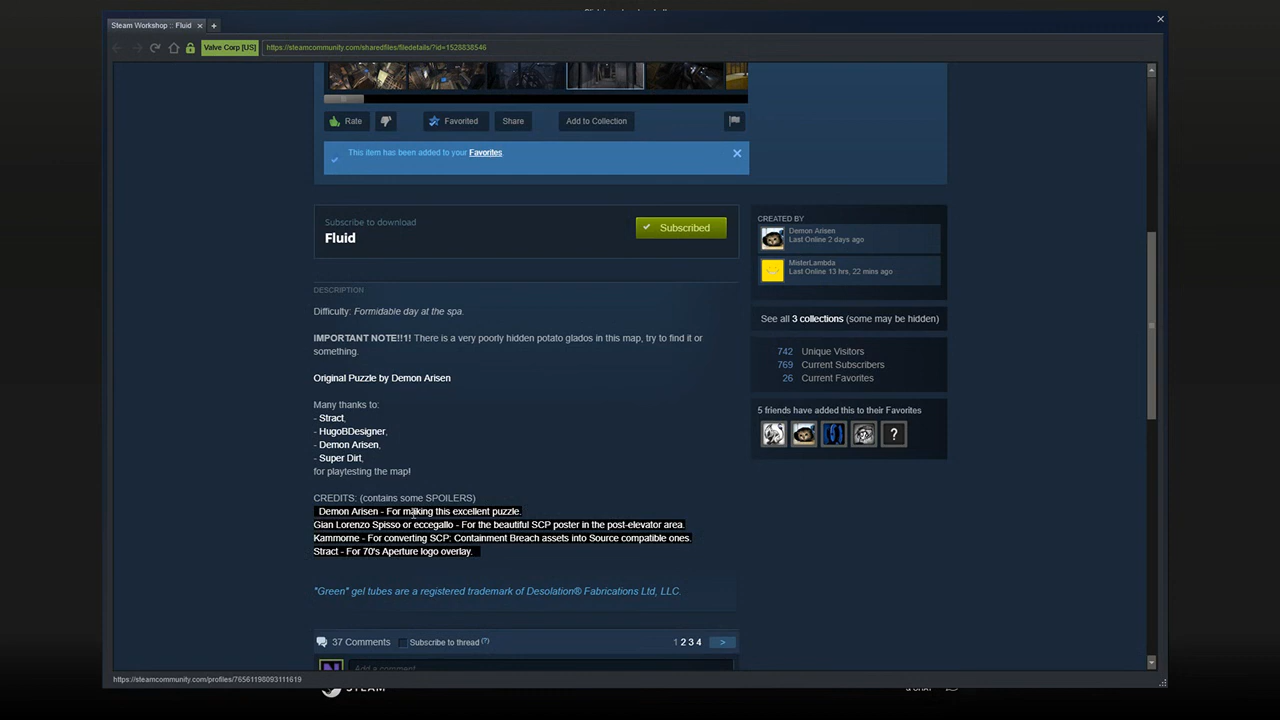 Steam Workshop :: Fluid
Valve Corp [US]
https://steamcommunity.com/sharedfiles/filedetails/?id=1528838546
Rate
Favorited
Share
Add to Collection
This item has been added to your Favorites.
Subscribe to download
Fluid
Subscribed
CREATED BY
Demon Arisen
Last Online 2 days ago
MisterLambda
Last Online 13 hrs, 22 mins ago
See all 3 collections (some may be hidden)
742 Unique Visitors
769 Current Subscribers
26 Current Favorites
5 friends have added this to their Favorites
?
DESCRIPTION
Difficulty: Formidable day at the spa.
IMPORTANT NOTE!!1! There is a very poorly hidden potato glados in this map, try to find it or
something.
Original Puzzle by Demon Arisen
Many thanks to:
- Stract,
- HugoBDesigner,
- Demon Arisen,
- Super Dirt,
for playtesting the map!
CREDITS: (contains some SPOILERS)
Demon Arisen - For making this excellent puzzle.
Gian Lorenzo Spisso or eccegallo - For the beautiful SCP poster in the post-elevator area.
Kammorne - For converting SCP: Containment Breach assets into Source compatible ones.
Stract - For 70's Aperture logo overlay.
"Green" gel tubes are a registered trademark of Desolation® Fabrications Ltd, LLC.
37 Comments
Subscribe to thread (?)
1 2 3 4 >
Add a comment
https://steamcommunity.com/profiles/76561198093111619
STEAM